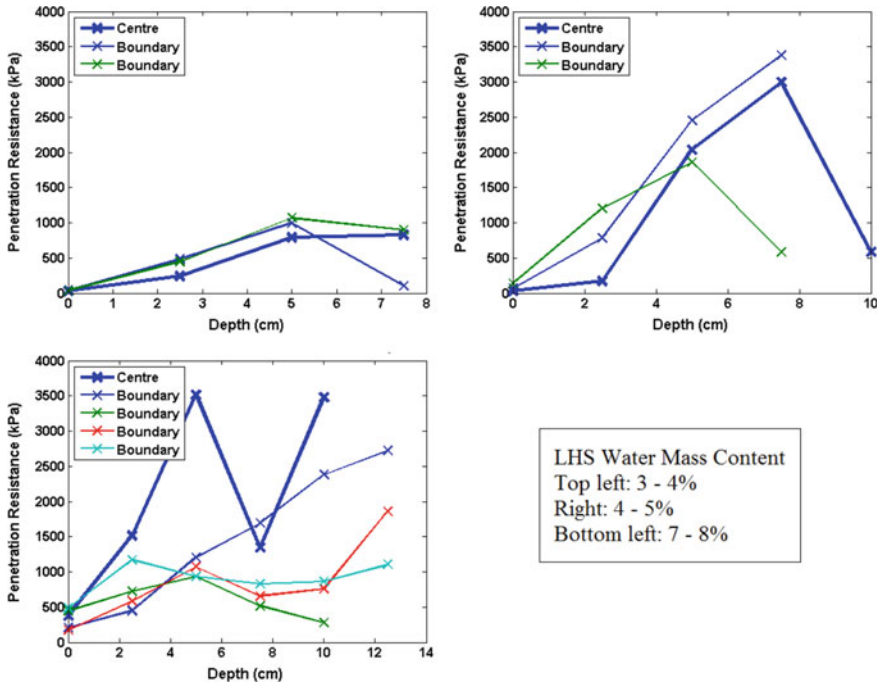 4000
3500
3000
2500
2000
1500
1000
500
0
Penetration Resistance (kPa)
Centre
Boundary
Boundary
0 1 2 3 4 5 6 7 8
Depth (cm)
4000
3500
3000
2500
2000
1500
1000
500
0
Penetration Resistance (kPa)
Centre
Boundary
Boundary
0 2 4 6 8 10
Depth (cm)
4000
3500
3000
2500
2000
1500
1000
500
0
Penetration Resistance (kPa)
Centre
Boundary
Boundary
Boundary
Boundary
0 2 4 6 8 10 12 14
Depth (cm)
LHS Water Mass Content
Top left: 3 - 4%
Right: 4 - 5%
Bottom left: 7 - 8%